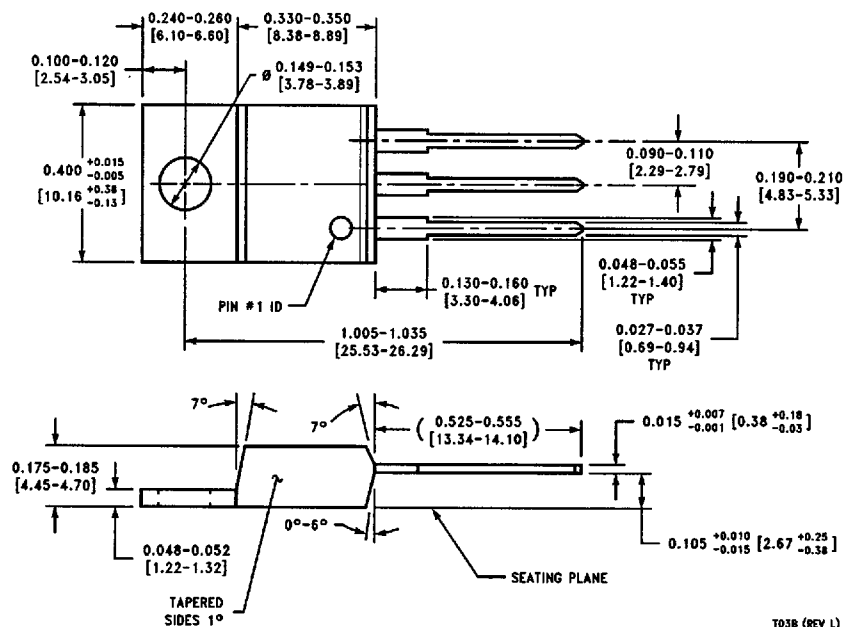 0.240-0.260
[6.10-6.60]
0.330-0.350
[8.38-8.89]
0.100-0.120
[2.54-3.05]
ø 0.149-0.153
[3.78-3.89]
0.400 +0.015 -0.005
[10.16 +0.38 -0.13]
0.090-0.110
[2.29-2.79]
0.190-0.210
[4.83-5.33]
PIN #1 ID
0.130-0.160 TYP
[3.30-4.06]
0.048-0.055
[1.22-1.40]
TYP
1.005-1.035
[25.53-26.29]
0.027-0.037
[0.69-0.94]
TYP
7°
7°
( 0.525-0.555 )
[13.34-14.10]
0.015 +0.007 -0.001 [0.38 +0.18 -0.03]
0.175-0.185
[4.45-4.70]
0°-6°
0.048-0.052
[1.22-1.32]
0.105 +0.010 -0.015 [2.67 +0.25 -0.38]
SEATING PLANE
TAPERED
SIDES 1°
T03B (REV L)